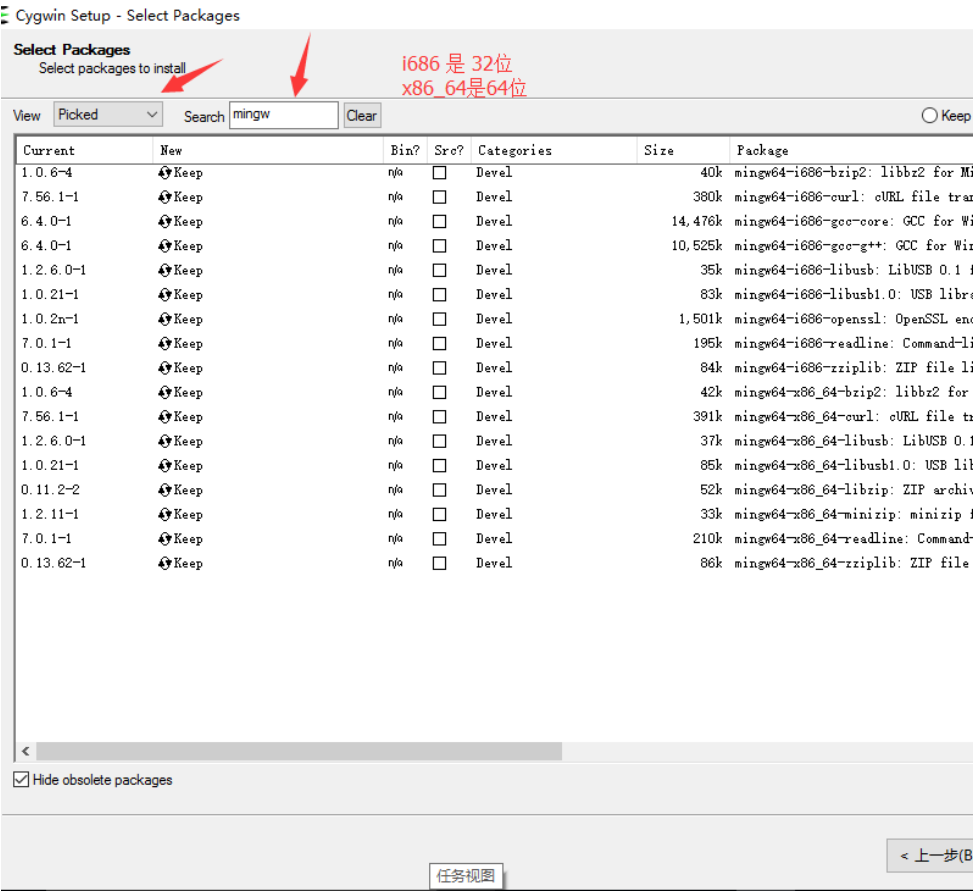 Cygwin Setup - Select Packages
Select Packages
Select packages to install
i686 是 32位
x86_64是64位
View Picked Search mingw Clear Keep
Current New Bin? Src? Categories Size Package
1.0.6-4 Keep n/a Devel 40k mingw64-i686-bzip2: libbz2 for Mi
7.56.1-1 Keep n/a Devel 380k mingw64-i686-curl: cURL file tran
6.4.0-1 Keep n/a Devel 14,476k mingw64-i686-gcc-core: GCC for Wi
6.4.0-1 Keep n/a Devel 10,525k mingw64-i686-gcc-g++: GCC for Win
1.2.6.0-1 Keep n/a Devel 35k mingw64-i686-libusb: LibUSB 0.1 f
1.0.21-1 Keep n/a Devel 83k mingw64-i686-libusb1.0: USB libra
1.0.2n-1 Keep n/a Devel 1,501k mingw64-i686-openssl: OpenSSL enc
7.0.1-1 Keep n/a Devel 195k mingw64-i686-readline: Command-li
0.13.62-1 Keep n/a Devel 84k mingw64-i686-zziplib: ZIP file li
1.0.6-4 Keep n/a Devel 42k mingw64-x86_64-bzip2: libbz2 for
7.56.1-1 Keep n/a Devel 391k mingw64-x86_64-curl: cURL file tr
1.2.6.0-1 Keep n/a Devel 37k mingw64-x86_64-libusb: LibUSB 0.1
1.0.21-1 Keep n/a Devel 85k mingw64-x86_64-libusb1.0: USB lib
0.11.2-2 Keep n/a Devel 52k mingw64-x86_64-libzip: ZIP archiv
1.2.11-1 Keep n/a Devel 33k mingw64-x86_64-minizip: minizip f
7.0.1-1 Keep n/a Devel 210k mingw64-x86_64-readline: Command-
0.13.62-1 Keep n/a Devel 86k mingw64-x86_64-zziplib: ZIP file
Hide obsolete packages
< 上一步(B
任务视图